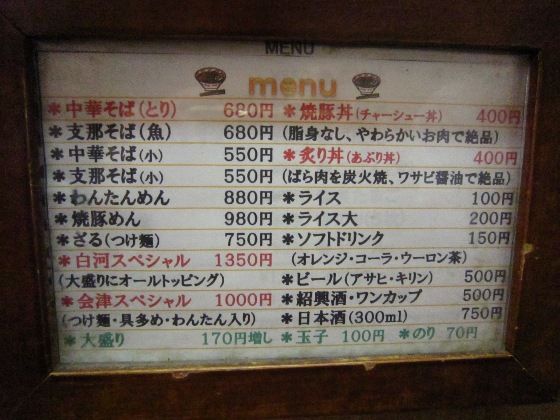 MENU
menu
*中華そば(とり) 680円
*支那そば(魚) 680円
*中華そば(小) 550円
*支那そば(小) 550円
*わんたんめん 880円
*焼豚めん 980円
*ざる(つけ麺) 750円
*白河スペシャル 1350円
(大盛りにオールトッピング)
*会津スペシャル 1000円
(つけ麺・具多め・わんたん入り)
*大盛り 170円増し
*焼豚丼(チャーシュー丼) 400円
(脂身なし、やわらかいお肉で絶品)
*炙り丼(あぶり丼) 400円
(ばら肉を炭火焼、ワサビ醤油で絶品)
*ライス 100円
*ライス大 200円
*ソフトドリンク 150円
(オレンジ・コーラ・ウーロン茶)
*ビール(アサヒ・キリン) 500円
*紹興酒・ワンカップ 500円
*日本酒(300ml) 750円
*玉子 100円 *のり 70円